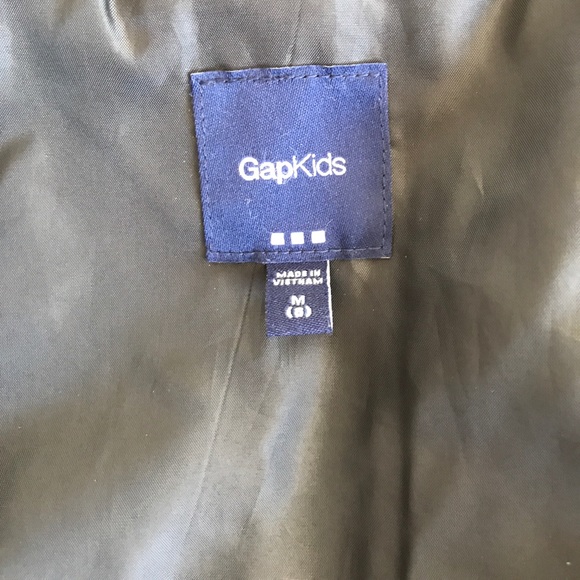 GapKids
MADE IN
VIETNAM
M
(8)